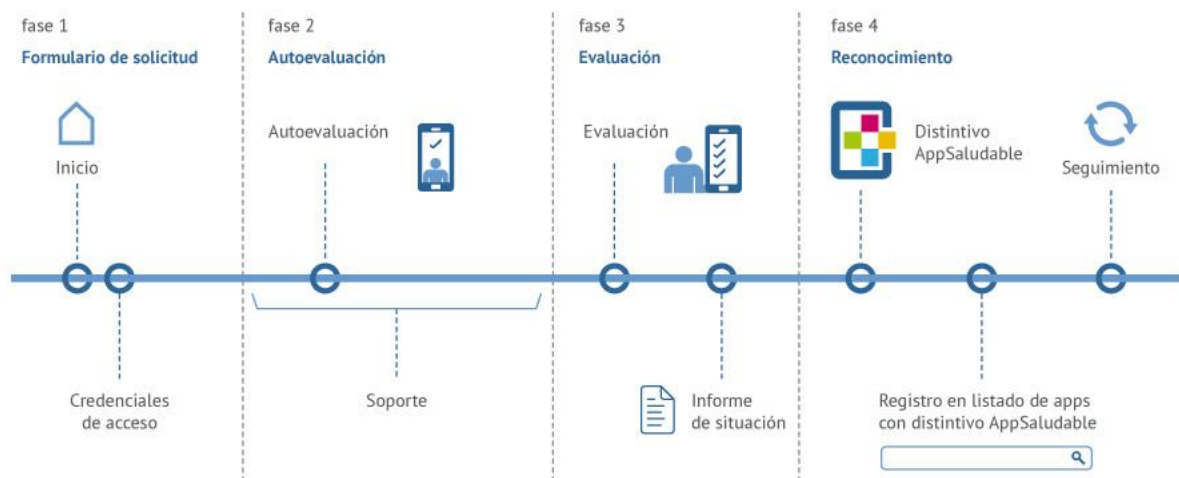 fase 1
Formulario de solicitud
Inicio
Credenciales
de acceso
fase 2
Autoevaluación
Autoevaluación
Soporte
fase 3
Evaluación
Evaluación
Informe
de situación
fase 4
Reconocimiento
Distintivo
AppSaludable
Seguimiento
Registro en listado de apps
con distintivo AppSaludable